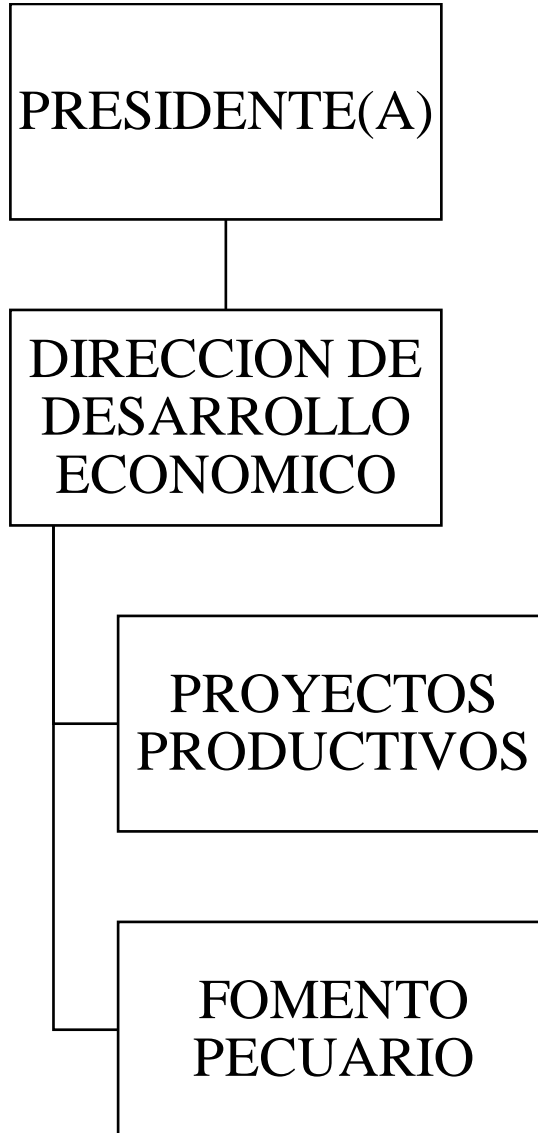 PRESIDENTE(A)
DIRECCION DE
DESARROLLO
ECONOMICO
PROYECTOS
PRODUCTIVOS
FOMENTO
PECUARIO